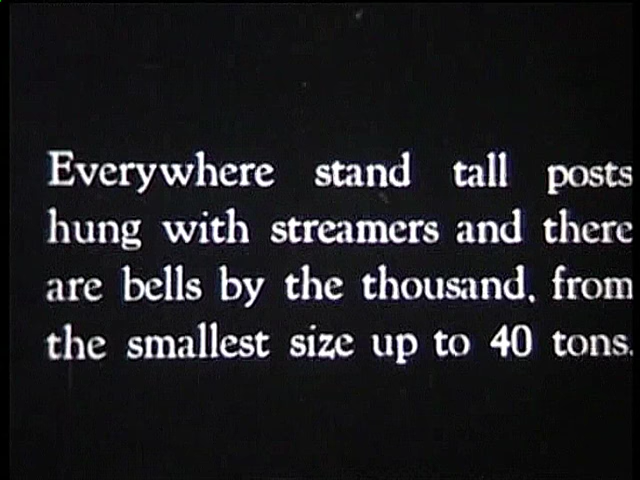 Everywhere stand tall posts
hung with streamers and there
are bells by the thousand, from
the smallest size up to 40 tons.